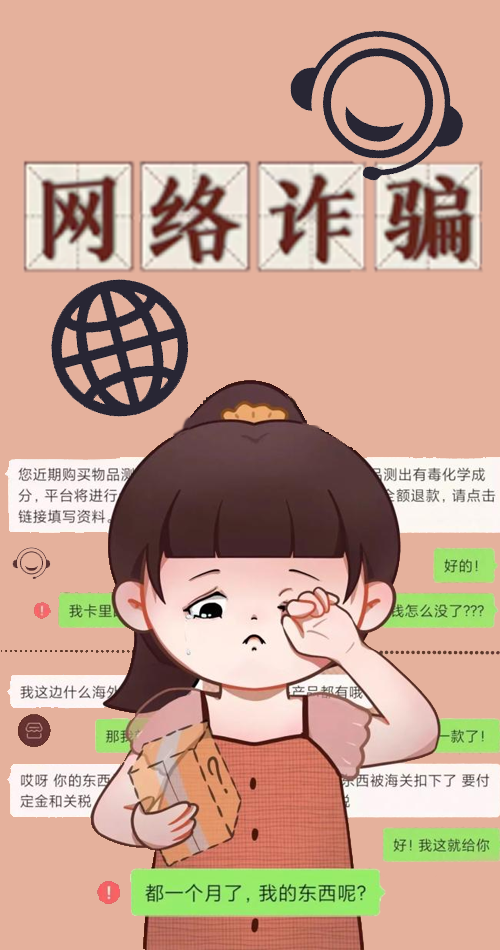 网络诈骗
您近期购买物品测 品测出有毒化学成
分，平台将进行 全额退款，请点击
链接填写资料。
好的！
我卡里 钱怎么没了???
我这边什么海外 产品都有哦
那我 一款了！
哎呀 你的东西 东西被海关扣下了 要付
定金和关税 税
好！我这就给你
都一个月了，我的东西呢？
?